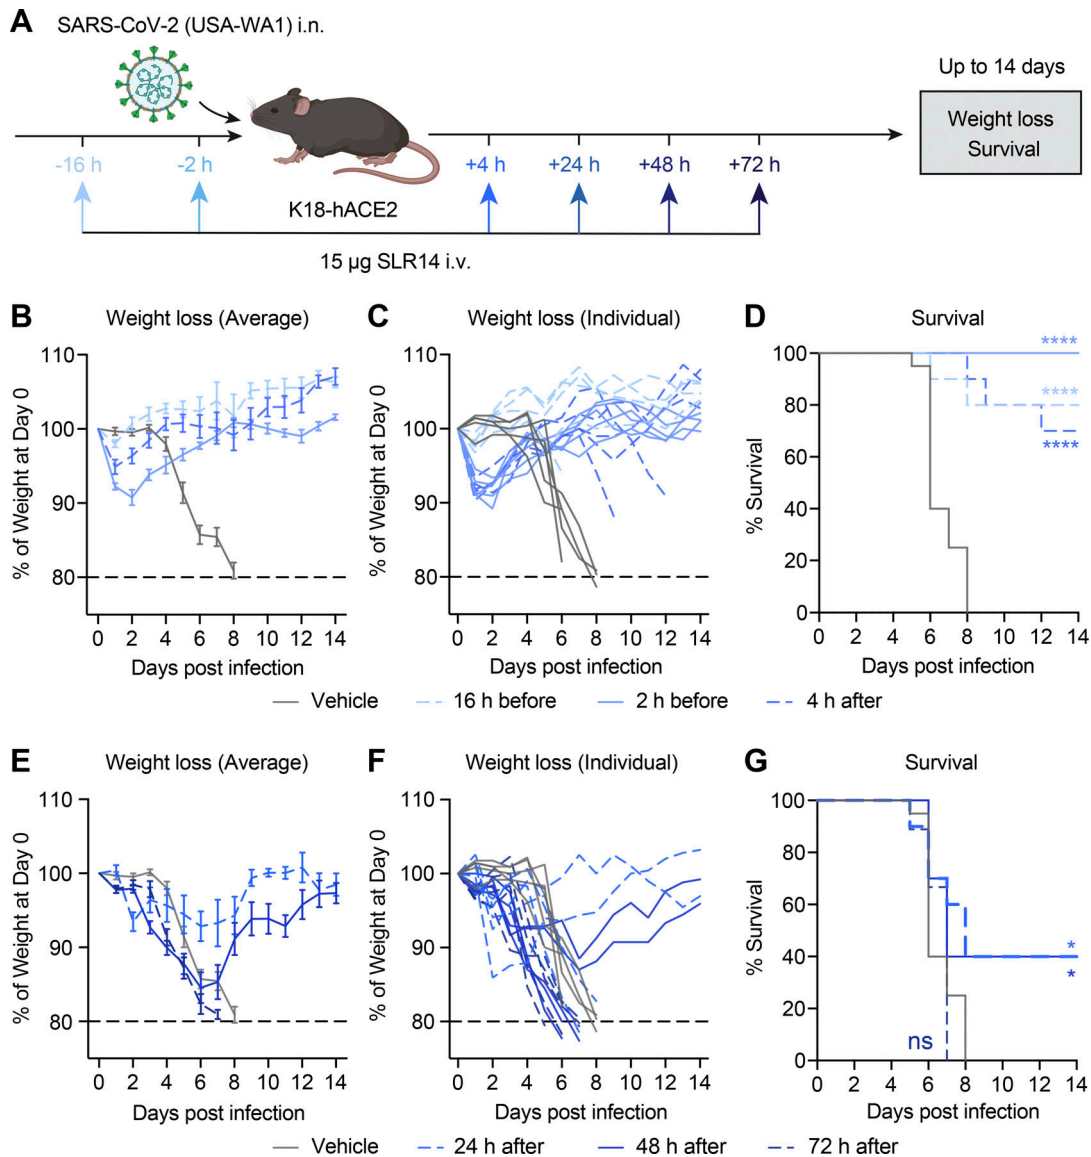 A
SARS-CoV-2 (USA-WA1) i.n.
Up to 14 days
Weight loss
Survival
-16 h
-2 h
+4 h
+24 h
+48 h
+72 h
K18-hACE2
15 µg SLR14 i.v.
B
Weight loss (Average)
% of Weight at Day 0
110
100
90
80
0 2 4 6 8 10 12 14
Days post infection
C
Weight loss (Individual)
% of Weight at Day 0
110
100
90
80
0 2 4 6 8 10 12 14
Days post infection
D
Survival
% Survival
100
80
60
40
20
0
0 2 4 6 8 10 12 14
Days post infection
****
****
****
Vehicle
16 h before
2 h before
4 h after
E
Weight loss (Average)
% of Weight at Day 0
110
100
90
80
0 2 4 6 8 10 12 14
Days post infection
F
Weight loss (Individual)
% of Weight at Day 0
110
100
90
80
0 2 4 6 8 10 12 14
Days post infection
G
Survival
% Survival
100
80
60
40
20
0
0 2 4 6 8 10 12 14
Days post infection
*
*
ns
Vehicle
24 h after
48 h after
72 h after